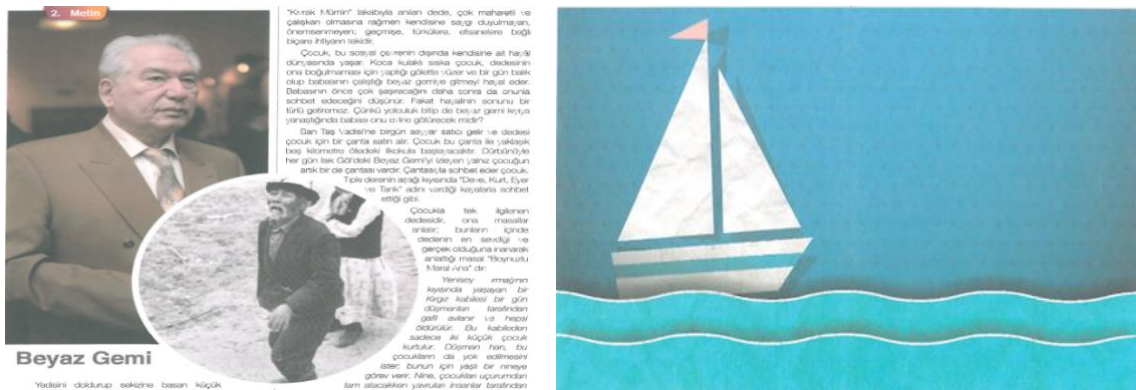 2. Metin
Beyaz Gemi
Yedisini doldurup sekizine basan küçük
"Kıvrak Mümin" lakabıyla anılan dede, çok maharetli ve
çalışkan olmasına rağmen kendisine saygı duyulmayan,
önemsenmeyen; geçmişe, türkülere, efsanelere bağlı
biçare ihtiyarın tekidir.
Çocuk, bu sosyal çevrenin dışında kendisine ait hayâl
dünyasında yaşar. Koca kulaklı sıska çocuk, dedesinin
ona boğulmaması için yaptığı gölette yüzer ve bir gün balık
olup babasının çalıştığı beyaz gemiye gitmeyi hayal eder.
Babasının önce çok şaşıracağını daha sonra da onunla
sohbet edeceğini düşünür. Fakat hayalinin sonunu bir
türlü getiremez. Çünkü yolculuk bitip de beyaz gemi kıyıya
yanaştığında babası onu evine götürecek midir?
San Taş Vadisi'ne birgün seyyar satıcı gelir ve dedesi
çocuk için bir çanta satın alır. Çocuk bu çanta ile yaklaşık
beş kilometre ötedeki ilkokula başlayacaktır. Dürbünüyle
her gün Isık Göl'deki Beyaz Gemi'yi izleyen yalnız çocuğun
artık bir de çantası vardır. Çantasıyla sohbet eder çocuk.
Tıpkı derenin aşağı kıyısında "Deve, Kurt, Eyer
ve Tank" adını vardiği kayalarla sohbet
ettiği gibi.
Çocukla tek ilgilenen
dedesidir, ona masallar
anlatır; bunların içinde
dedenin en sevdiği ve
gerçek olduğuna inanarak
anlattığı masal "Boynuzlu
Maral Ana" dır.
Yenisey ırmağının
kıyısında yaşayan bir
Kırgız kabilesi bir gün
düşmanları tarafından
gafil avlanır ve hepsi
öldürülür. Bu kabileden
sadece iki küçük çocuk
kurtulur. Düşman han, bu
çocukların da yok edilmesini
ister; bunun için yaşlı bir nineye
görev verir. Nine, çocukları uçurumdan
tam atacakken yavruları insanlar tarafından